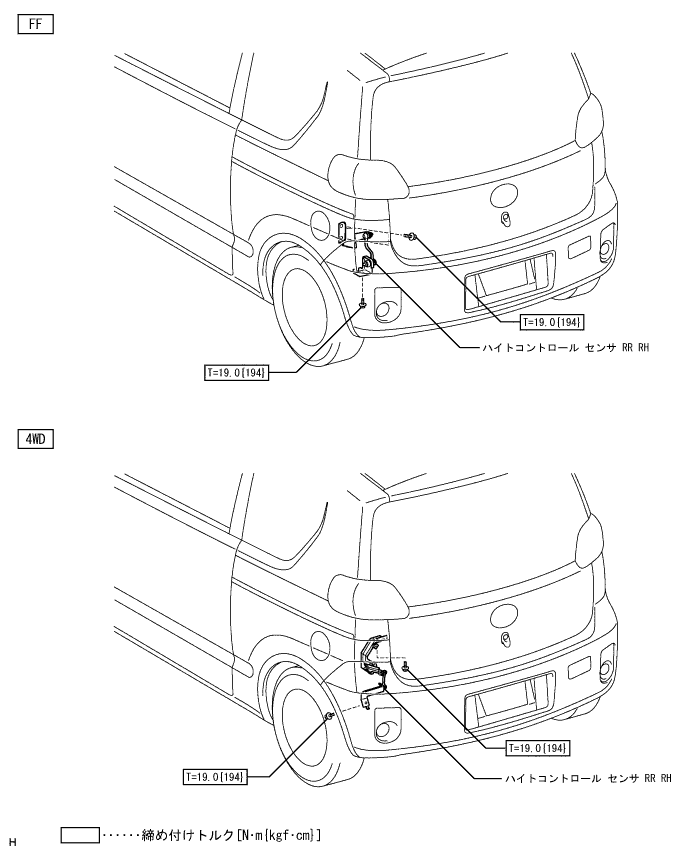 FF
T=19.0{194}
ハイトコントロール センサ RR RH
T=19.0{194}
4WD
T=19.0{194}
T=19.0{194}
ハイトコントロール センサ RR RH
‥‥‥締め付けトルク[N·m{kgf·cm}]
H